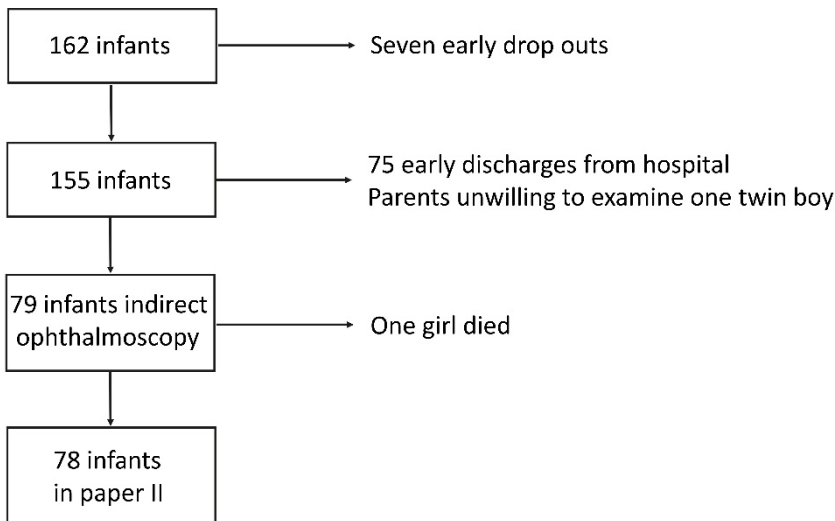 162 infants
Seven early drop outs
155 infants
75 early discharges from hospital
Parents unwilling to examine one twin boy
79 infants indirect
ophthalmoscopy
One girl died
78 infants
in paper II